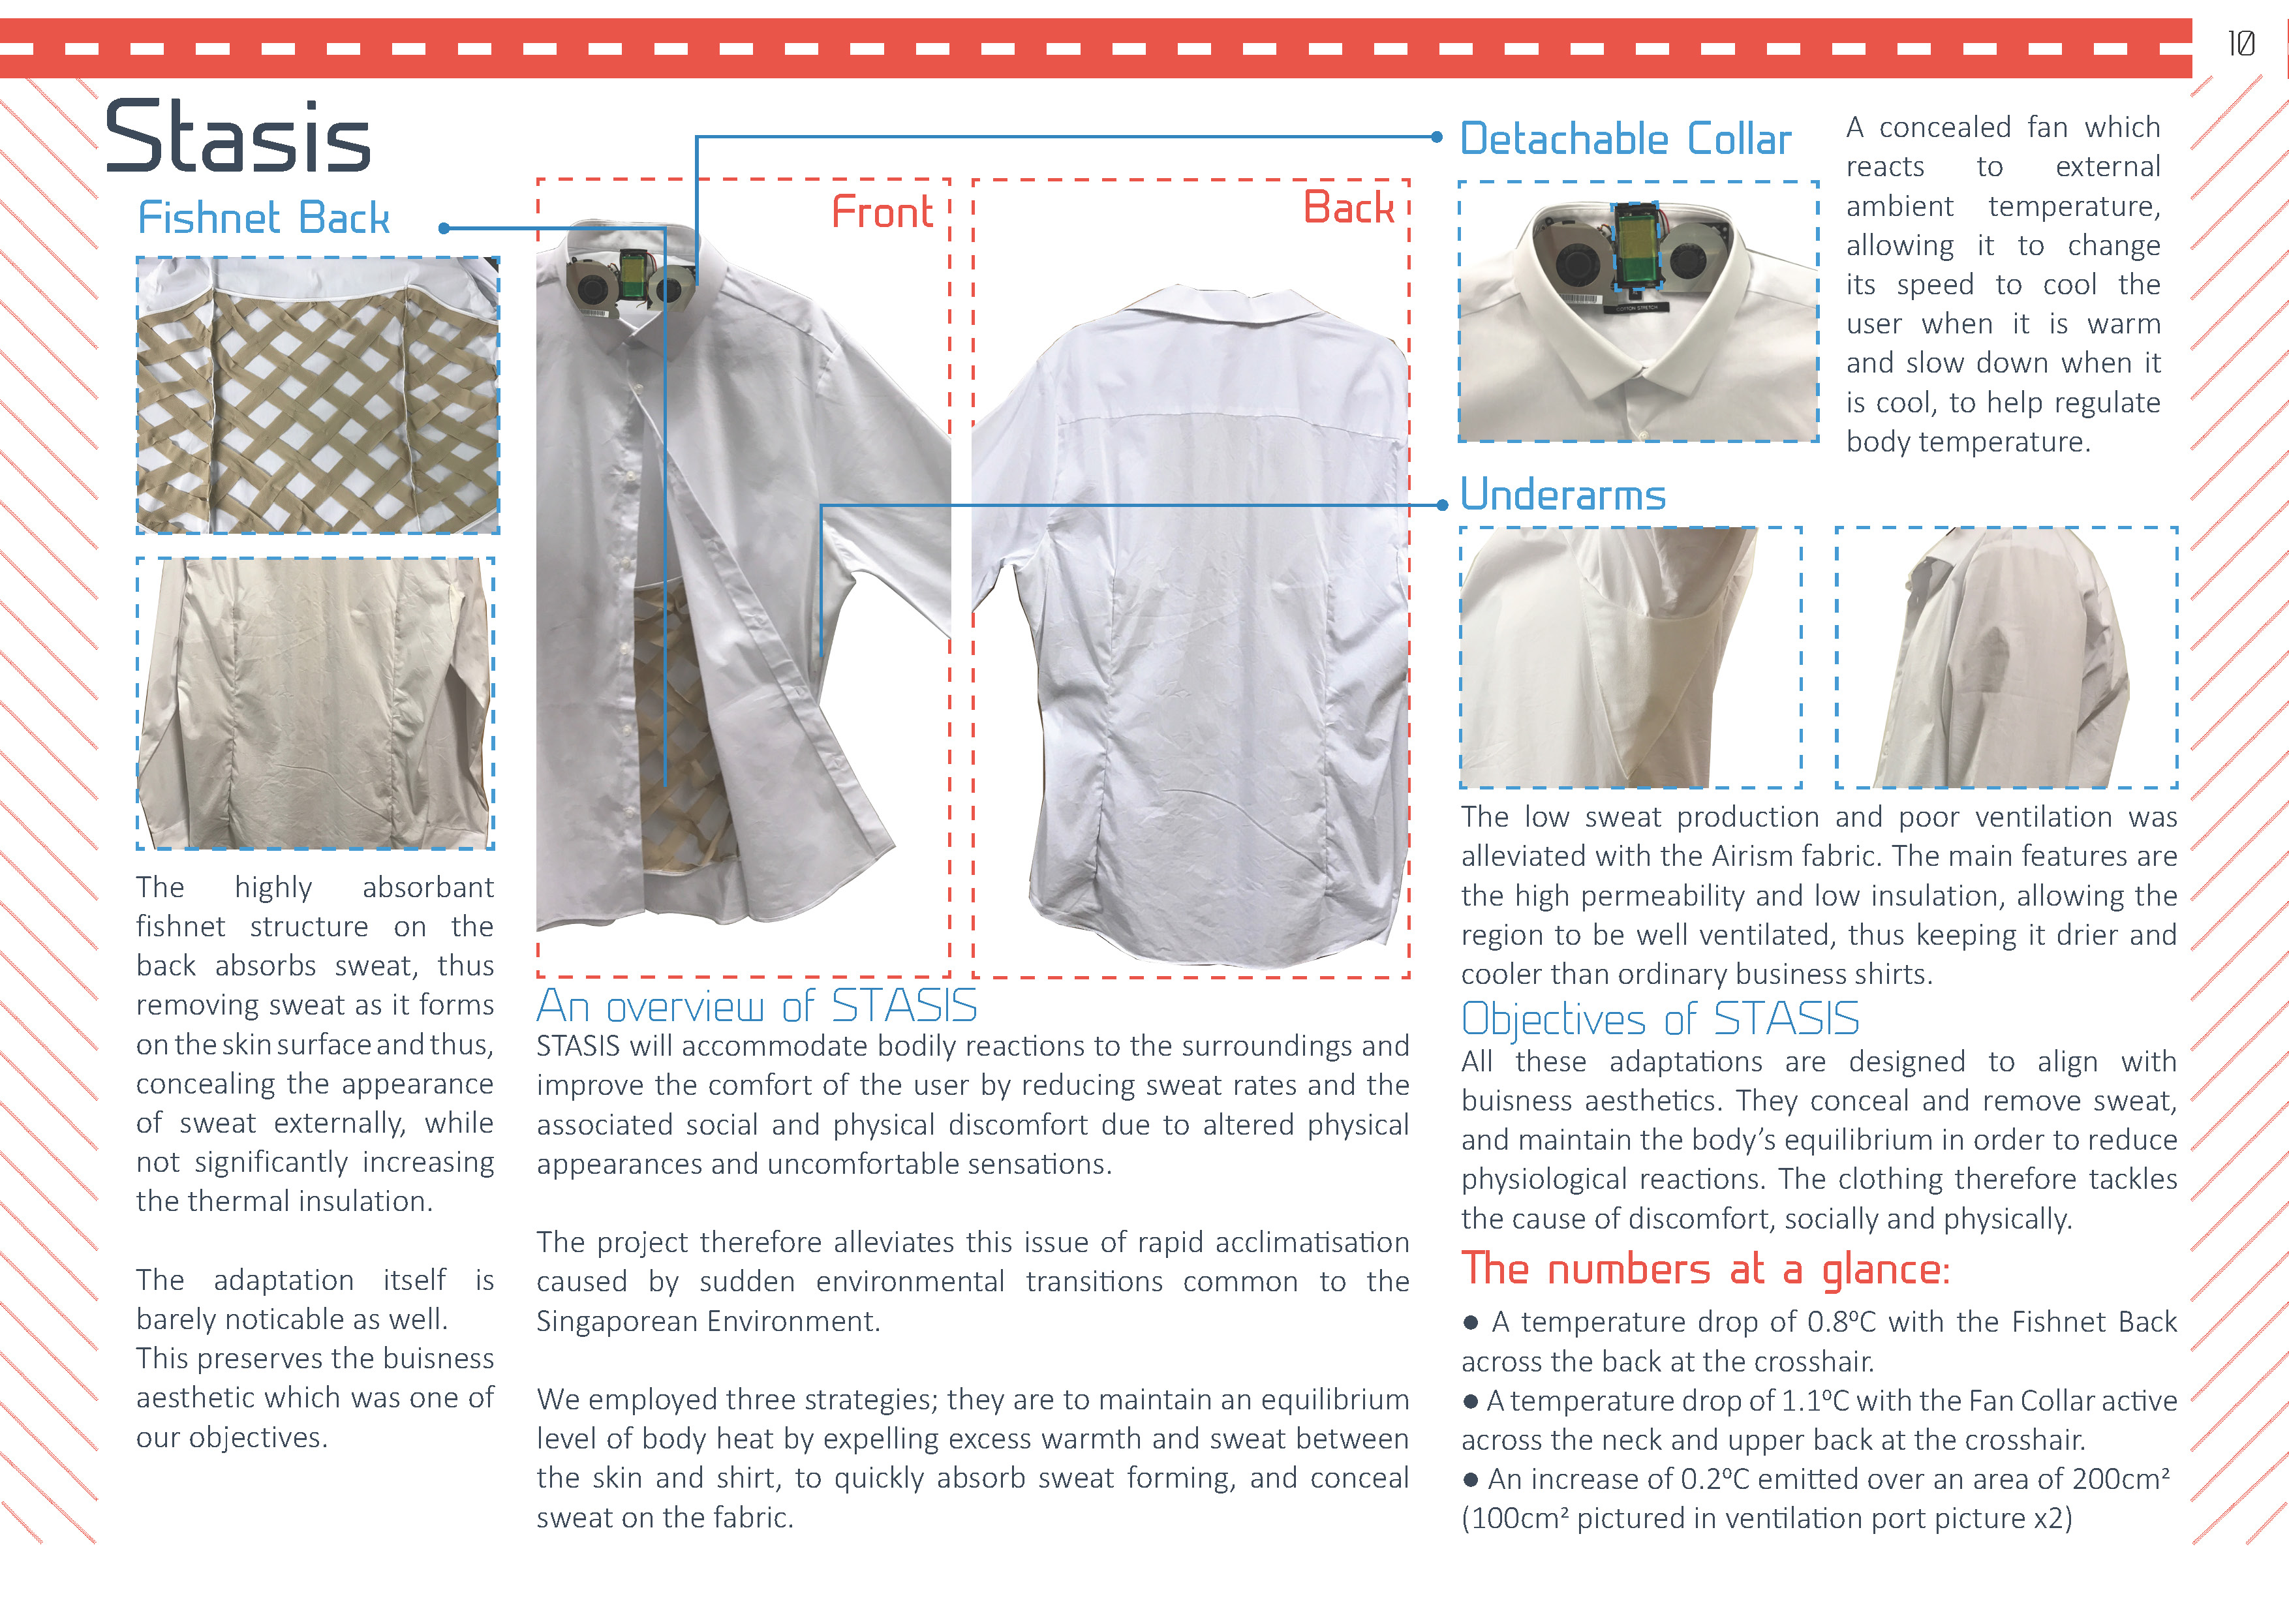 10
Stasis
Fishnet Back
The highly absorbant
fishnet structure on the
back absorbs sweat, thus
removing sweat as it forms
on the skin surface and thus,
concealing the appearance
of sweat externally, while
not significantly increasing
the thermal insulation.
The adaptation itself is
barely noticable as well.
This preserves the buisness
aesthetic which was one of
our objectives.
Front
Back
An overview of STASIS
STASIS will accommodate bodily reactions to the surroundings and
improve the comfort of the user by reducing sweat rates and the
associated social and physical discomfort due to altered physical
appearances and uncomfortable sensations.
The project therefore alleviates this issue of rapid acclimatisation
caused by sudden environmental transitions common to the
Singaporean Environment.
We employed three strategies; they are to maintain an equilibrium
level of body heat by expelling excess warmth and sweat between
the skin and shirt, to quickly absorb sweat forming, and conceal
sweat on the fabric.
Detachable Collar
COTTON STRETCH
A concealed fan which
reacts to external
ambient temperature,
allowing it to change
its speed to cool the
user when it is warm
and slow down when it
is cool, to help regulate
body temperature.
Underarms
The low sweat production and poor ventilation was
alleviated with the Airism fabric. The main features are
the high permeability and low insulation, allowing the
region to be well ventilated, thus keeping it drier and
cooler than ordinary business shirts.
Objectives of STASIS
All these adaptations are designed to align with
buisness aesthetics. They conceal and remove sweat,
and maintain the body's equilibrium in order to reduce
physiological reactions. The clothing therefore tackles
the cause of discomfort, socially and physically.
The numbers at a glance:
● A temperature drop of 0.8ºC with the Fishnet Back
across the back at the crosshair.
● A temperature drop of 1.1ºC with the Fan Collar active
across the neck and upper back at the crosshair.
● An increase of 0.2ºC emitted over an area of 200cm²
(100cm² pictured in ventilation port picture x2)